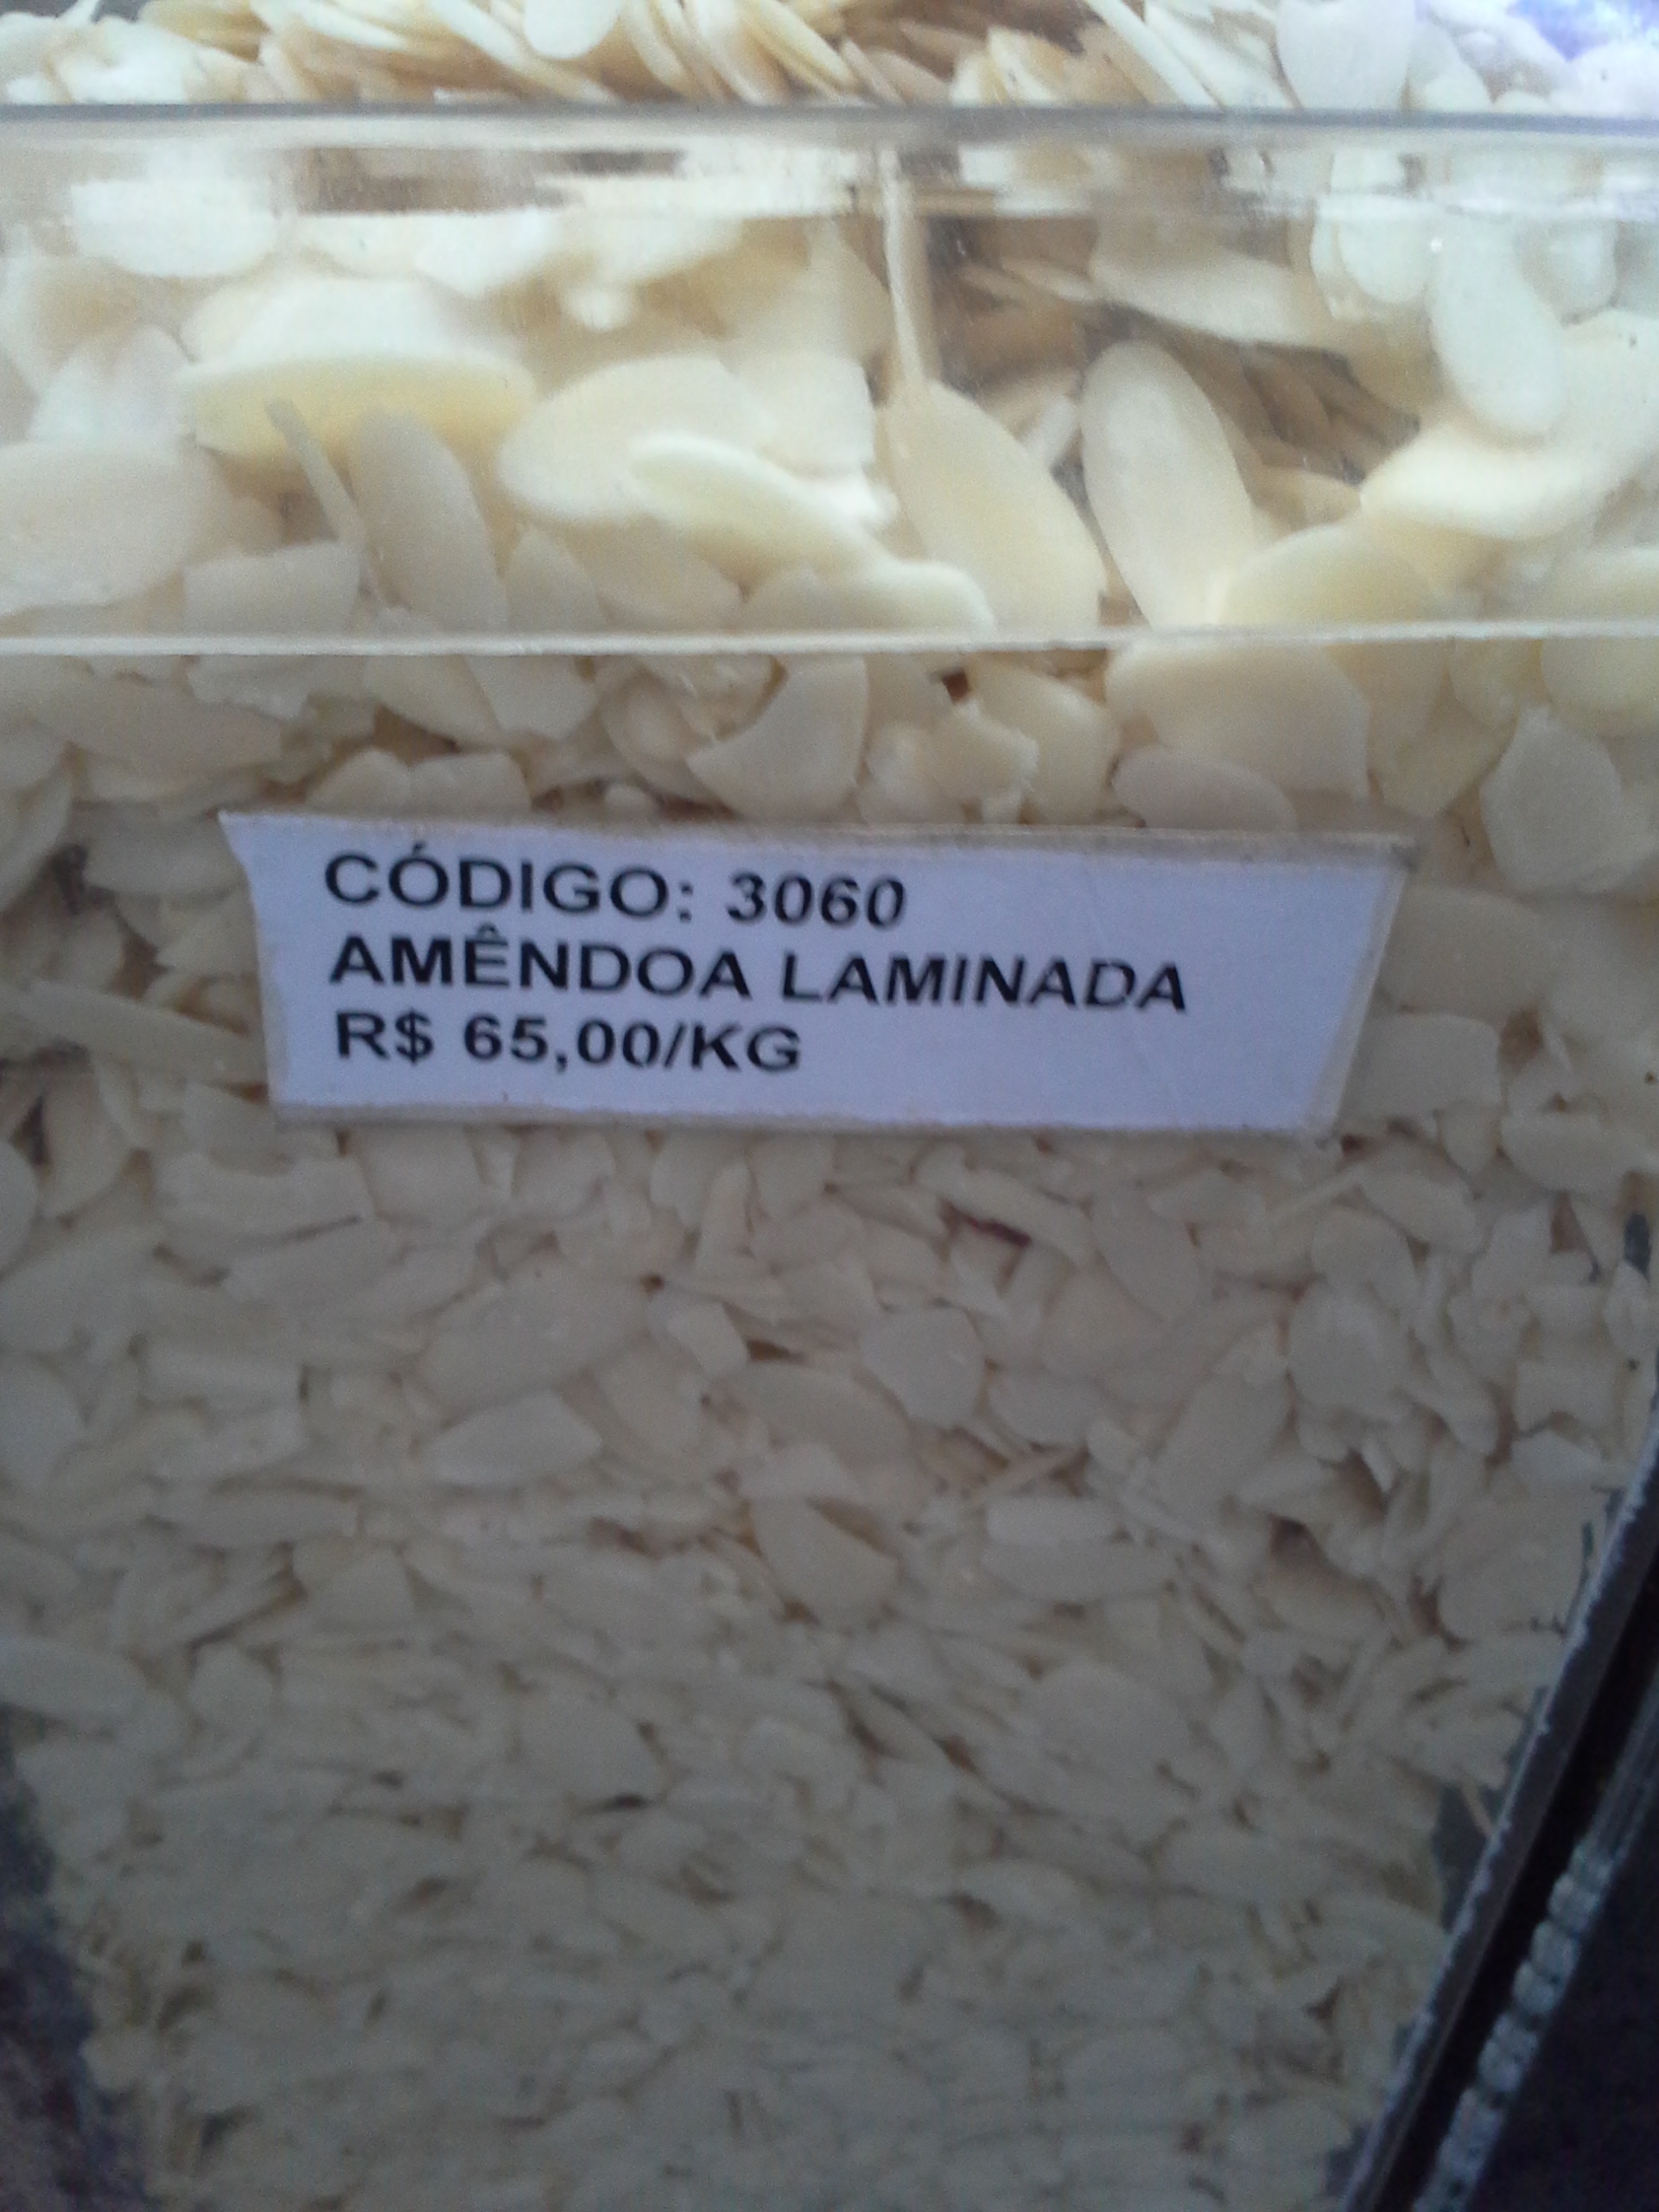 CÓDIGO: 3060
AMÊNDOA LAMINADA
R$ 65,00/KG